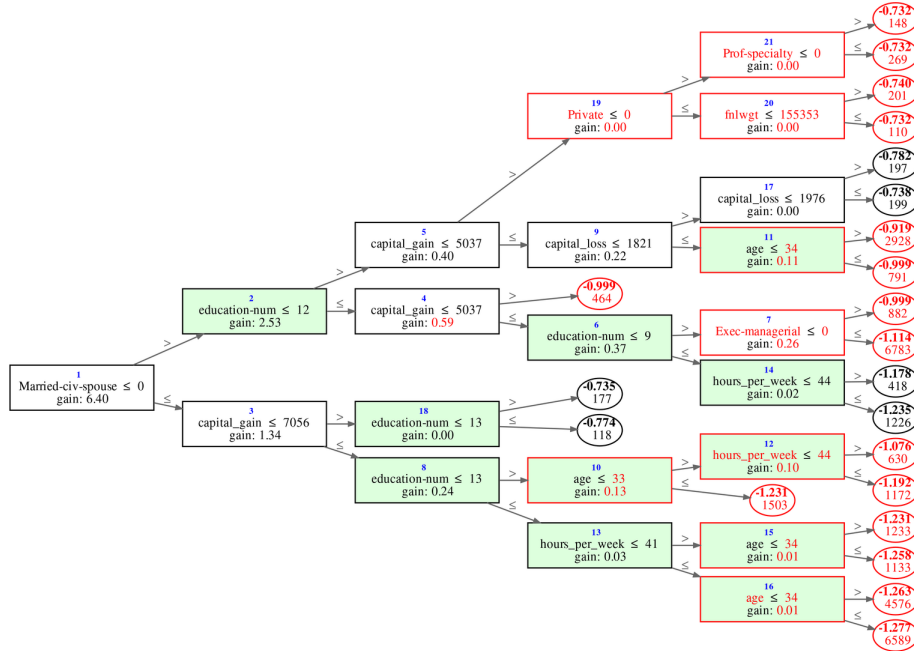 -0.732
148
>
21
Prof-specialty ≤ 0
gain: 0.00
≤
-0.732
269
>
19
Private ≤ 0
gain: 0.00
≤
20
fnlwgt ≤ 155353
gain: 0.00
>
-0.740
201
≤
-0.732
110
>
5
capital_gain ≤ 5037
gain: 0.40
≤
9
capital_loss ≤ 1821
gain: 0.22
>
17
capital_loss ≤ 1976
gain: 0.00
>
-0.782
197
≤
-0.738
199
≤
11
age ≤ 34
gain: 0.11
>
-0.919
2928
≤
-0.999
791
>
2
education-num ≤ 12
gain: 2.53
>
≤
4
capital_gain ≤ 5037
gain: 0.59
>
-0.999
464
≤
6
education-num ≤ 9
gain: 0.37
>
7
Exec-managerial ≤ 0
gain: 0.26
>
-0.999
882
≤
-1.114
6783
≤
14
hours_per_week ≤ 44
gain: 0.02
>
-1.178
418
≤
-1.235
1226
1
Married-civ-spouse ≤ 0
gain: 6.40
≤
3
capital_gain ≤ 7056
gain: 1.34
>
18
education-num ≤ 13
gain: 0.00
>
-0.735
177
≤
-0.774
118
≤
8
education-num ≤ 13
gain: 0.24
>
10
age ≤ 33
gain: 0.13
>
12
hours_per_week ≤ 44
gain: 0.10
>
-1.076
630
≤
-1.192
1172
≤
-1.231
1503
≤
13
hours_per_week ≤ 41
gain: 0.03
>
15
age ≤ 34
gain: 0.01
>
-1.231
1233
≤
-1.258
1133
≤
16
age ≤ 34
gain: 0.01
>
-1.263
4576
≤
-1.277
6589